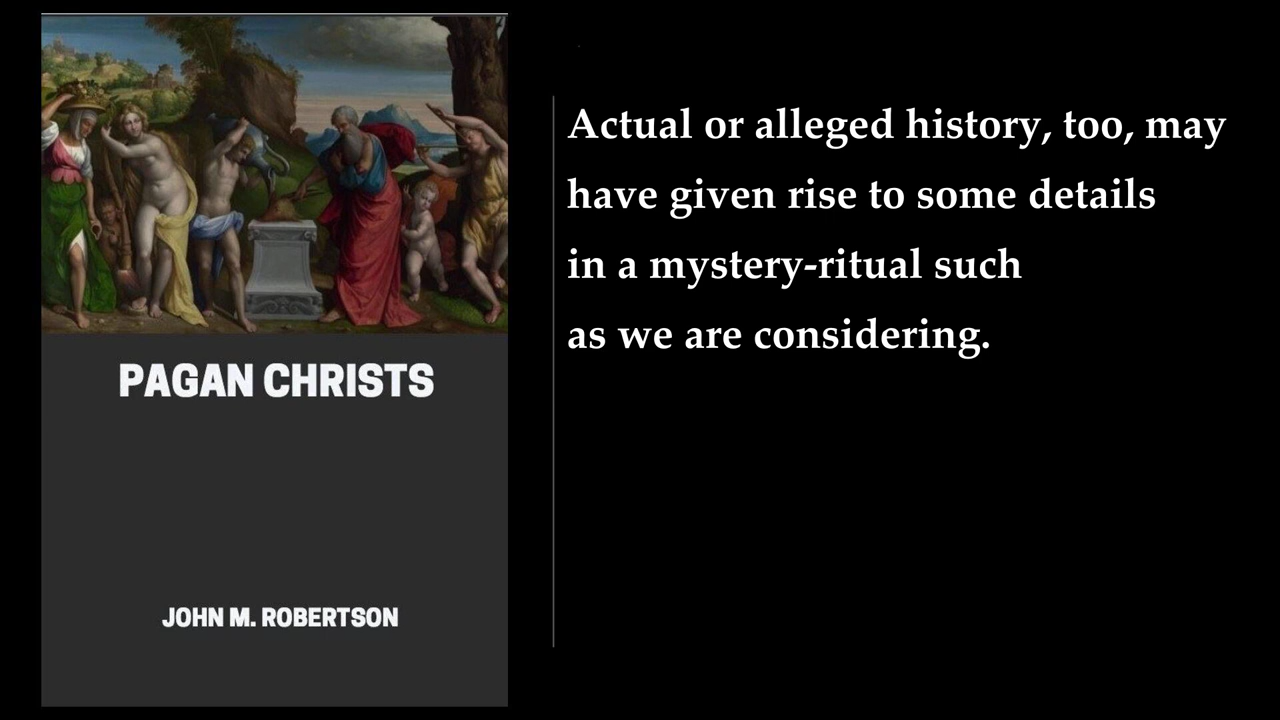 PAGAN CHRISTS
JOHN M. ROBERTSON
Actual or alleged history, too, may
have given rise to some details
in a mystery-ritual such
as we are considering.